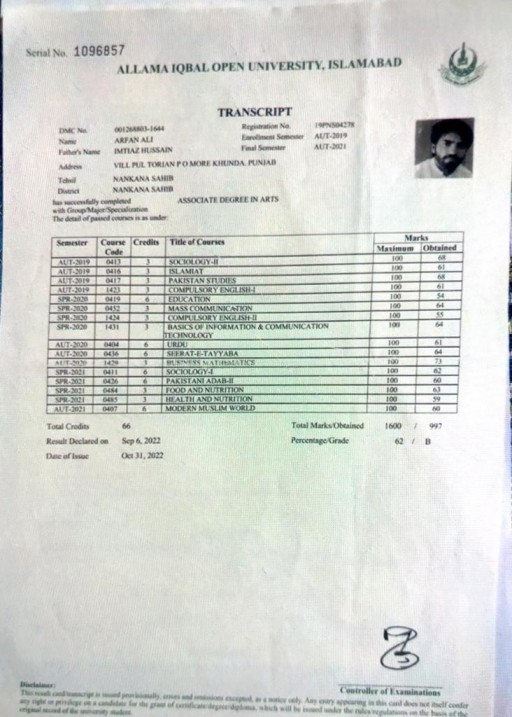 Serial No. 1096857
ALLAMA IQBAL OPEN UNIVERSITY, ISLAMABAD
TRANSCRIPT
DMC No. 001268803-1644 Registration No. 19PNS04278
Name ARFAN ALI Enrollment Semester AUT-2019
Father's Name IMTIAZ HUSSAIN Final Semester AUT-2021
Address VILL PUL TORIAN P O MORE KHUNDA, PUNJAB
Tehsil NANKANA SAHIB
District NANKANA SAHIB
has successfully completed ASSOCIATE DEGREE IN ARTS
with Group/Major/Specialization
The detail of passed courses is as under:
Semester Course Code Credits Title of Courses Marks
Maximum Obtained
AUT-2019 0413 3 SOCIOLOGY-II 100 68
AUT-2019 0416 3 ISLAMIAT 100 61
AUT-2019 0417 3 PAKISTAN STUDIES 100 68
AUT-2019 1423 3 COMPULSORY ENGLISH-I 100 61
SPR-2020 0419 6 EDUCATION 100 54
SPR-2020 0452 3 MASS COMMUNICATION 100 64
SPR-2020 1424 3 COMPULSORY ENGLISH-II 100 55
SPR-2020 1431 3 BASICS OF INFORMATION & COMMUNICATION 100 64
TECHNOLOGY
AUT-2020 0404 6 URDU 100 61
AUT-2020 0436 6 SEERAT-E-TAYYABA 100 64
AUT-2020 1429 3 BUSINESS MATHEMATICS 100 73
SPR-2021 0411 6 SOCIOLOGY-I 100 62
SPR-2021 0426 6 PAKISTANI ADAB-II 100 60
SPR-2021 0484 3 FOOD AND NUTRITION 100 63
SPR-2021 0485 3 HEALTH AND NUTRITION 100 59
AUT-2021 0407 6 MODERN MUSLIM WORLD 100 60
Total Credits 66 Total Marks/Obtained 1600 / 997
Result Declared on Sep 6, 2022 Percentage/Grade 62 / B
Date of Issue Oct 31, 2022
Controller of Examinations
Disclaimer:
This result card/transcript is issued provisionally, errors and omissions excepted, as a notice only. Any entry appearing in this card does not itself confer
any right or privilege on a candidate for the grant of certificate/degree/diploma, which will be issued under the rules/regulations on the basis of the
original record of the university student.